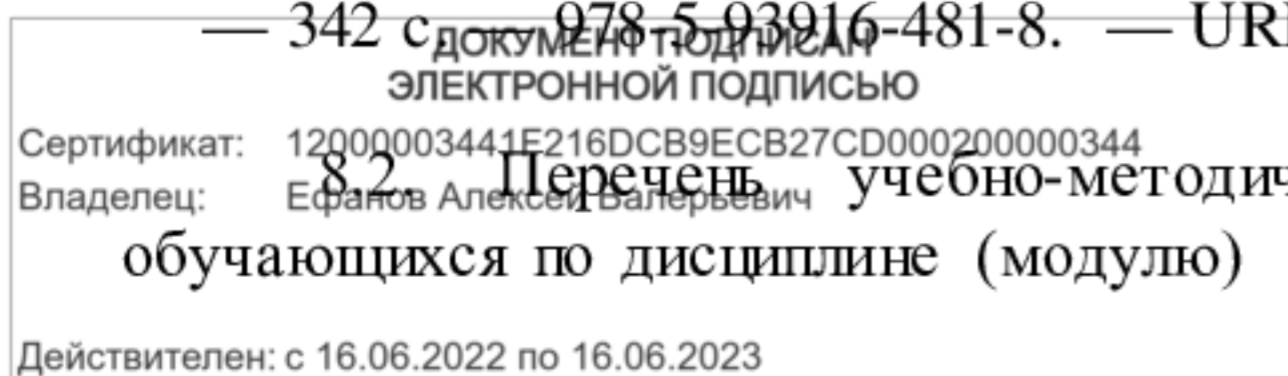 — 342 с. — 978-5-93916-481-8. — URL
ДОКУМЕНТ ПОДПИСАН
ЭЛЕКТРОННОЙ ПОДПИСЬЮ
Сертификат: 12000003441E216DCB9ECB27CD000200000344
8.2. Перечень учебно-методич
Владелец: Ефанов Алексей Валерьевич
обучающихся по дисциплине (модулю)
Действителен: с 16.06.2022 по 16.06.2023